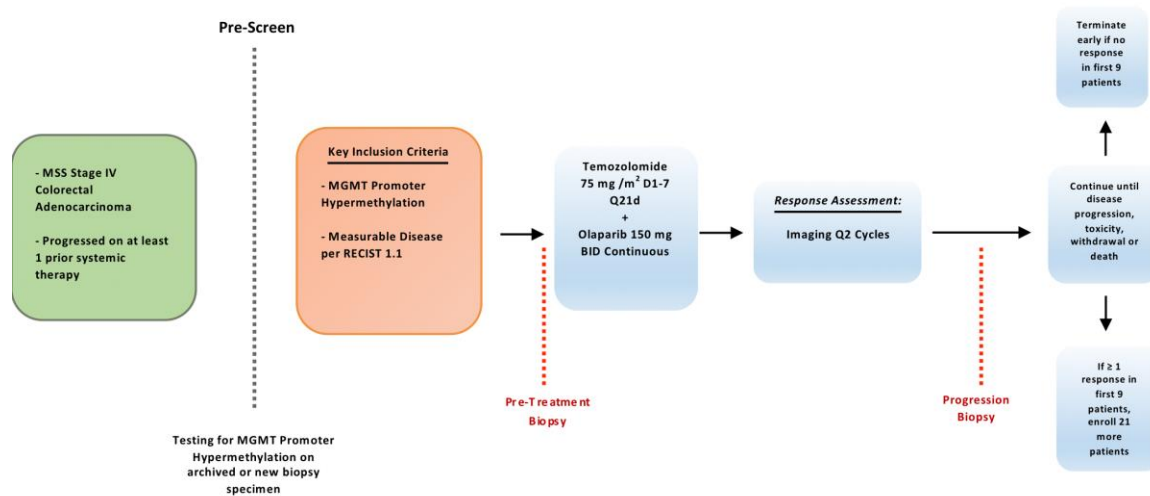 Pre-Screen
- MSS Stage IV
Colorectal
Adenocarcinoma
- Progressed on at least
1 prior systemic
therapy
Testing for MGMT Promoter
Hypermethylation on
archived or new biopsy
specimen
Key Inclusion Criteria
- MGMT Promoter
Hypermethylation
- Measurable Disease
per RECIST 1.1
Pre-Treatment
Biopsy
Temozolomide
75 mg /m² D1-7
Q21d
+
Olaparib 150 mg
BID Continuous
Response Assessment:
Imaging Q2 Cycles
Progression
Biopsy
Terminate
early if no
response
in first 9
patients
Continue until
disease
progression,
toxicity,
withdrawal or
death
If ≥ 1
response in
first 9
patients,
enroll 21
more
patients